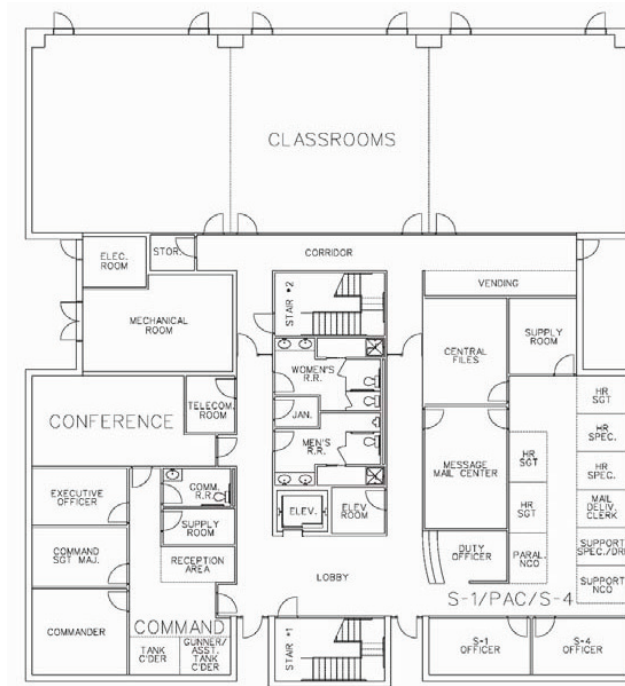 CLASSROOMS
CORRIDOR
ELEC.
ROOM
STOR.
STAIR #2
VENDING
MECHANICAL
ROOM
CENTRAL
FILES
SUPPLY
ROOM
WOMEN'S
R.R.
CONFERENCE
TELECOM.
ROOM
JAN.
HR
SGT
HR
SPEC.
MEN'S
R.R.
MESSAGE
MAIL CENTER
HR
SGT
HR
SPEC.
EXECUTIVE
OFFICER
COMM.
R.R.
ELEV.
ELEV
ROOM
HR
SGT
MAIL
DELIV.
CLERK
SUPPLY
ROOM
COMMAND
SGT MAJ.
RECEPTION
AREA
DUTY
OFFICER
PARAL.
NCO
SUPPORT
SPEC./DRI
LOBBY
SUPPORT
NCO
S-1/PAC/S-4
COMMANDER
COMMAND
TANK
C'DER
GUNNER/
ASST.
TANK
C'DER
STAIR #1
S-1
OFFICER
S-4
OFFICER